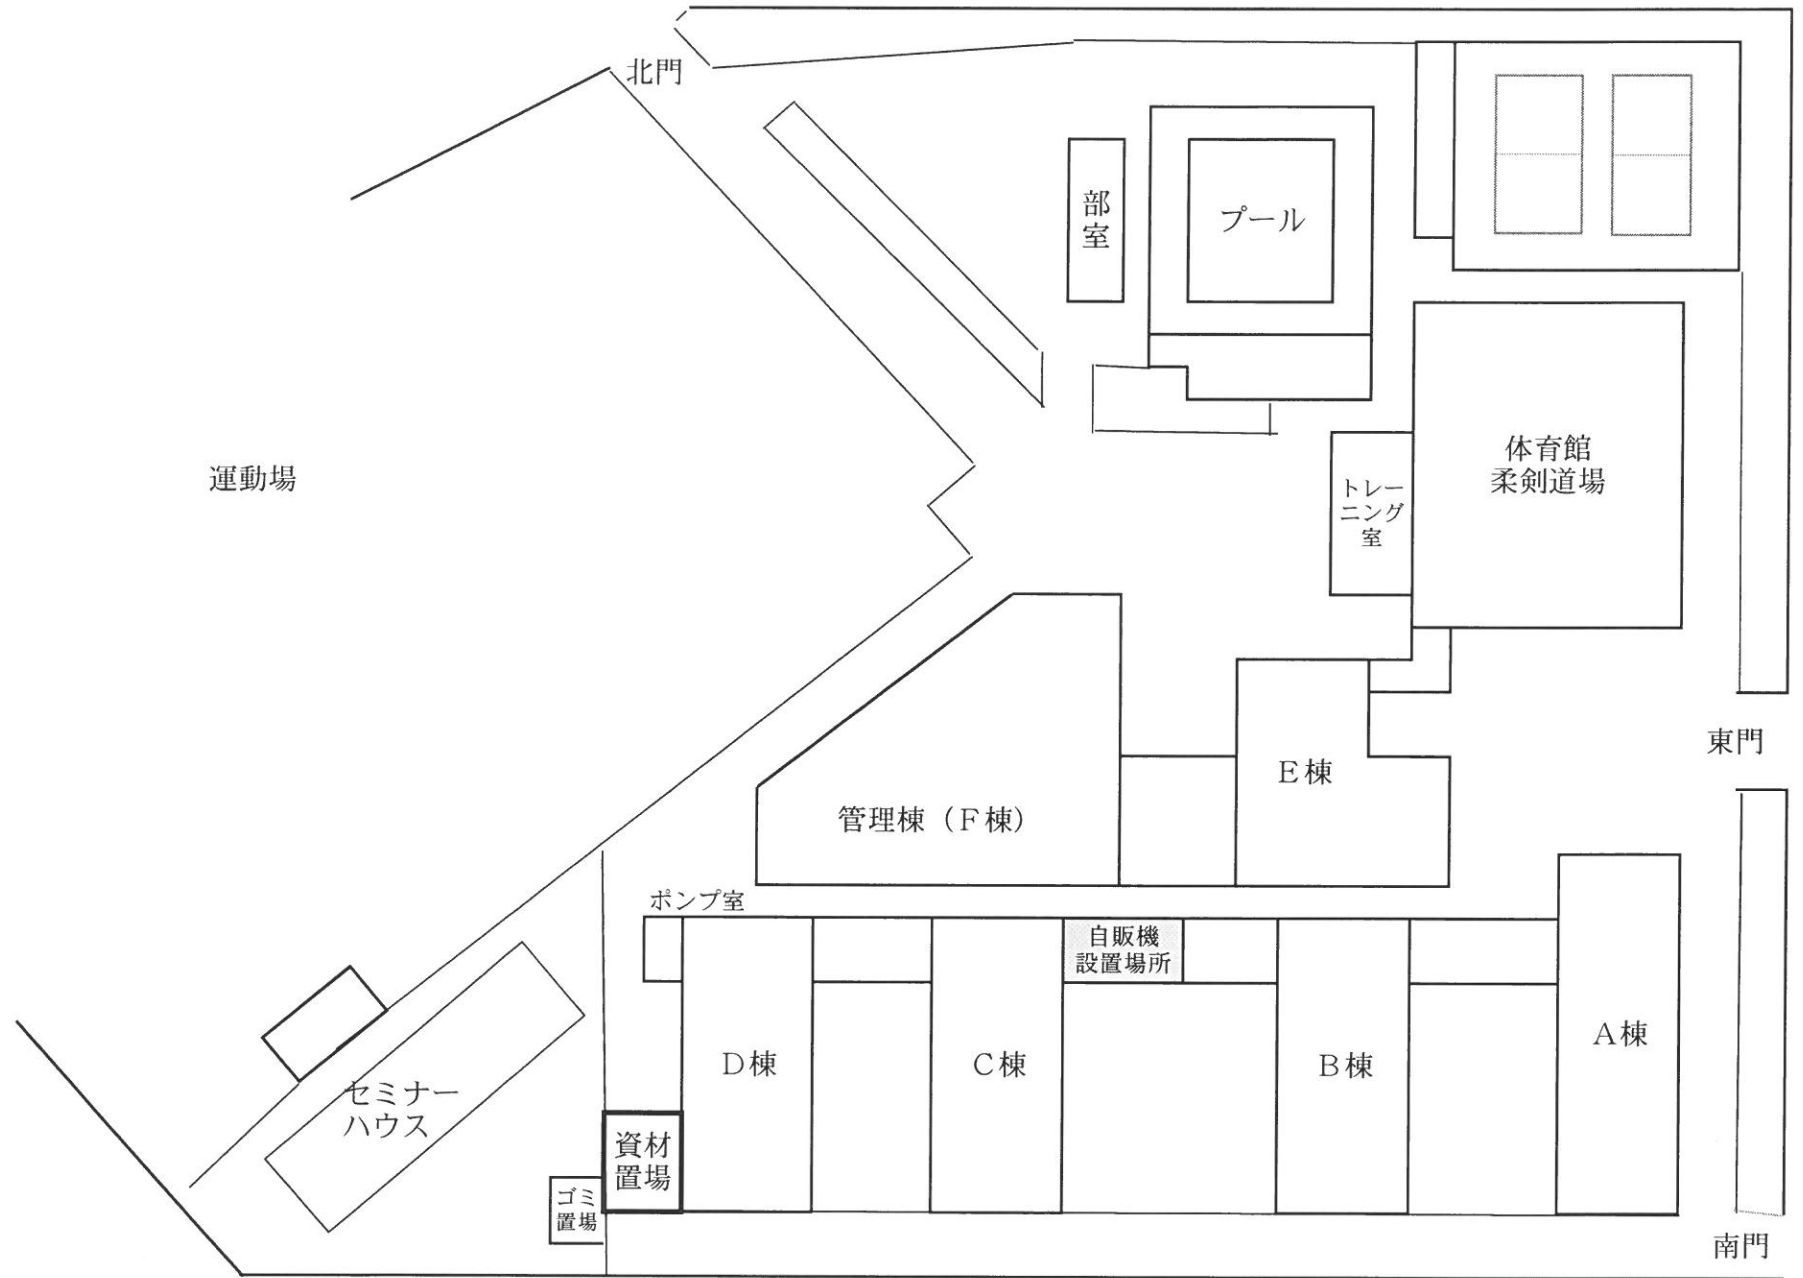 北門
部
室
プール
運動場
体育館
柔剣道場
トレー
ニング
室
東門
E棟
管理棟（F棟）
ポンプ室
自販機
設置場所
A棟
D棟
C棟
B棟
セミナー
ハウス
資材
置場
ゴミ
置場
南門